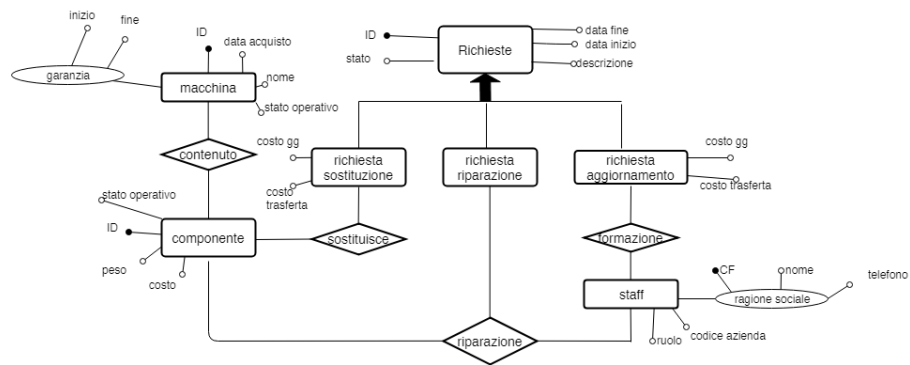 inizio
fine
ID
data acquisto
garanzia
macchina
nome
stato operativo
ID
stato
Richieste
data fine
data inizio
descrizione
contenuto
costo gg
costo
trasferta
richiesta
sostituzione
richiesta
riparazione
richiesta
aggiornamento
costo gg
costo trasferta
stato operativo
ID
componente
peso
costo
sostituisce
formazione
CF
nome
telefono
staff
ragione sociale
ruolo
codice azienda
riparazione